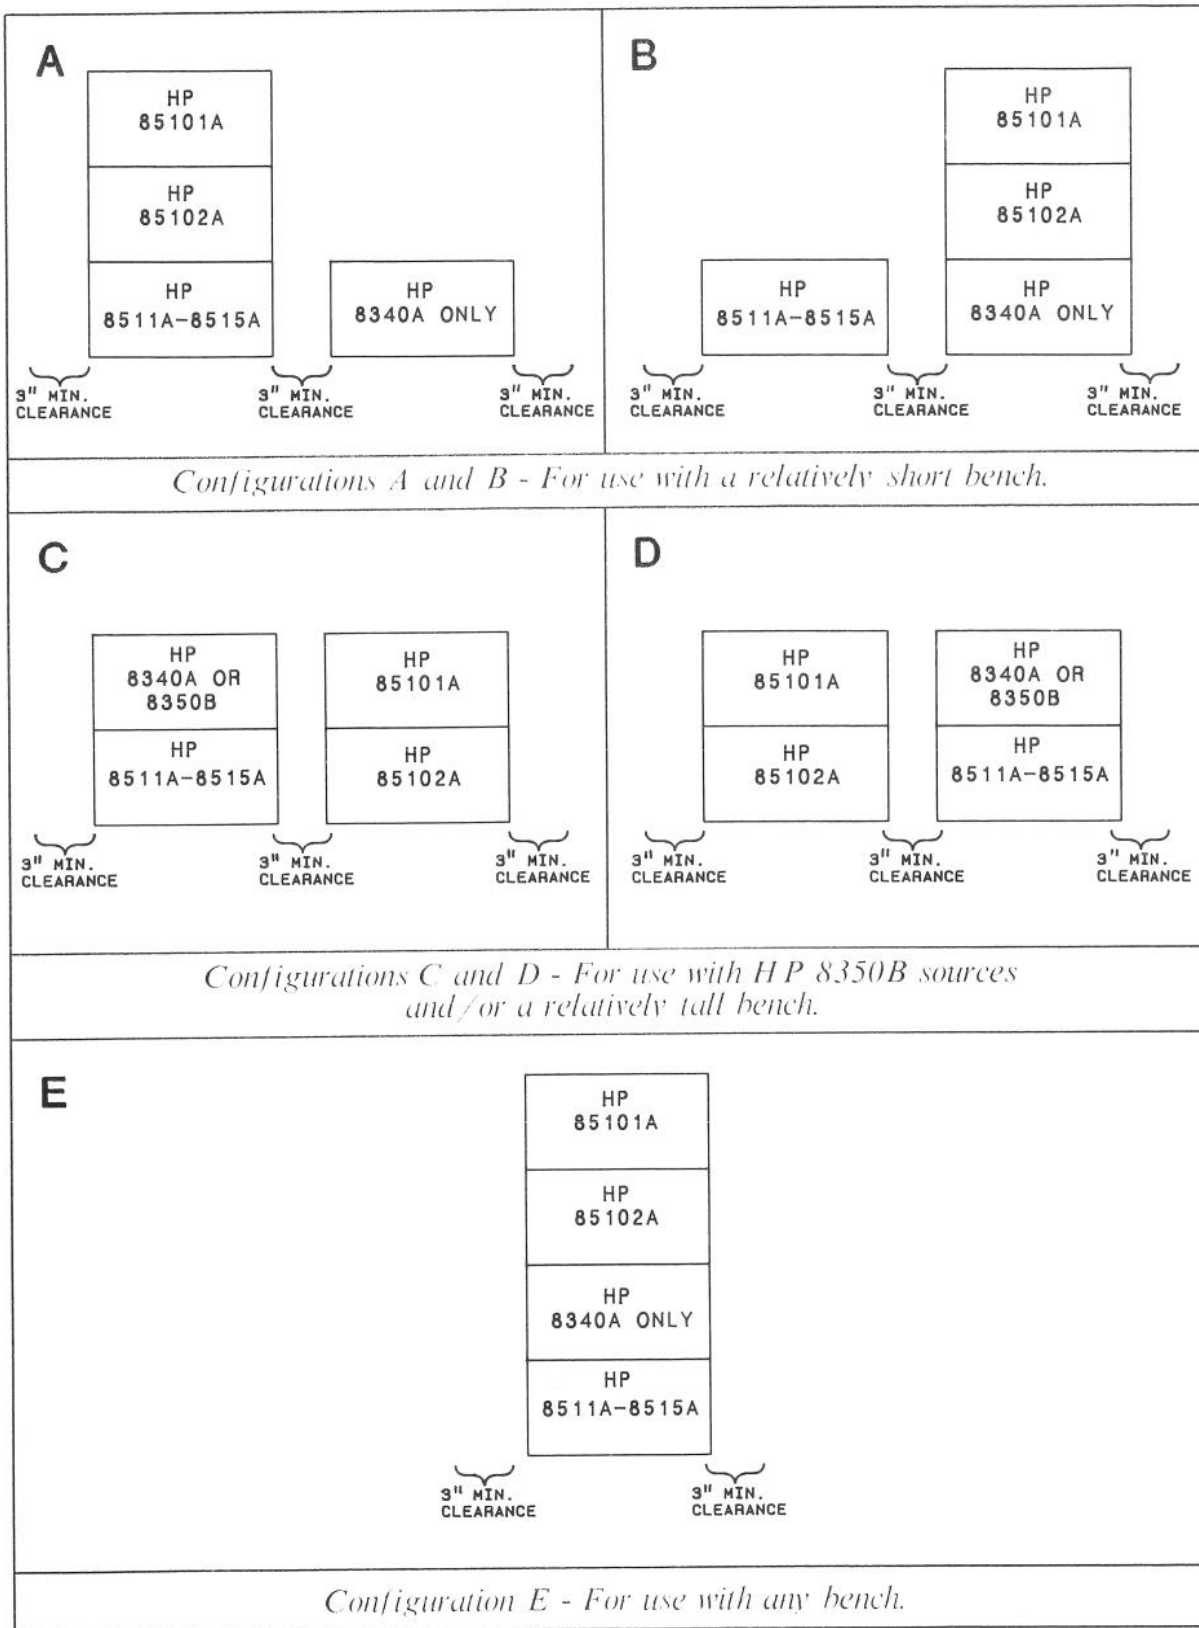 A
HP
85101A
HP
85102A
HP
8511A-8515A
HP
8340A ONLY
3" MIN.
CLEARANCE
3" MIN.
CLEARANCE
3" MIN.
CLEARANCE
B
HP
85101A
HP
85102A
HP
8511A-8515A
HP
8340A ONLY
3" MIN.
CLEARANCE
3" MIN.
CLEARANCE
Configurations A and B - For use with a relatively short bench.
C
HP
8340A OR
8350B
HP
8511A-8515A
HP
85101A
HP
85102A
3" MIN.
CLEARANCE
3" MIN.
CLEARANCE
3" MIN.
CLEARANCE
D
HP
85101A
HP
85102A
HP
8340A OR
8350B
HP
8511A-8515A
3" MIN.
CLEARANCE
3" MIN.
CLEARANCE
3" MIN.
CLEARANCE
Configurations C and D - For use with HP 8350B sources
and/or a relatively tall bench.
E
HP
85101A
HP
85102A
HP
8340A ONLY
HP
8511A-8515A
3" MIN.
CLEARANCE
3" MIN.
CLEARANCE
Configuration E - For use with any bench.